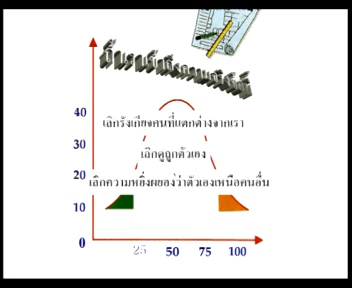 40
เลิกรังเกียจคนที่แตกต่างจากเรา
30
เลิกดูถูกตัวเอง
20
เลิกความหยิ่งผยองว่าตัวเองเหนือคนอื่น
10
0
25 50 75 100